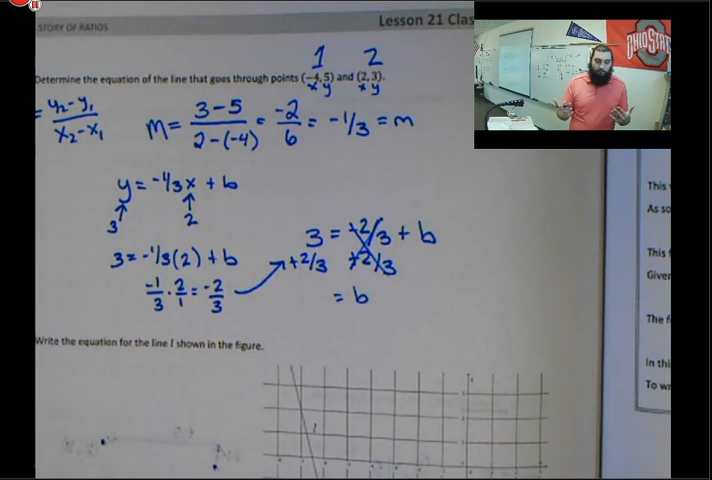 STORY OF RATIOS
Lesson 21 Clas
1 2
Determine the equation of the line that goes through points (−4, 5) and (2, 3).
x y x y
= y₂ - y₁ / x₂ - x₁
m = 3 - 5 / 2 - (-4) = -2 / 6 = -1/3 = m
y = -1/3x + b
3 2
3 = -1/3(2) + b
-1/3 · 2/1 = -2/3
3 = -2/3 + b
+2/3 +2/3
= b
Write the equation for the line l shown in the figure.
OHIO STATE
This
As so
This
Given
The f
in thi
To w